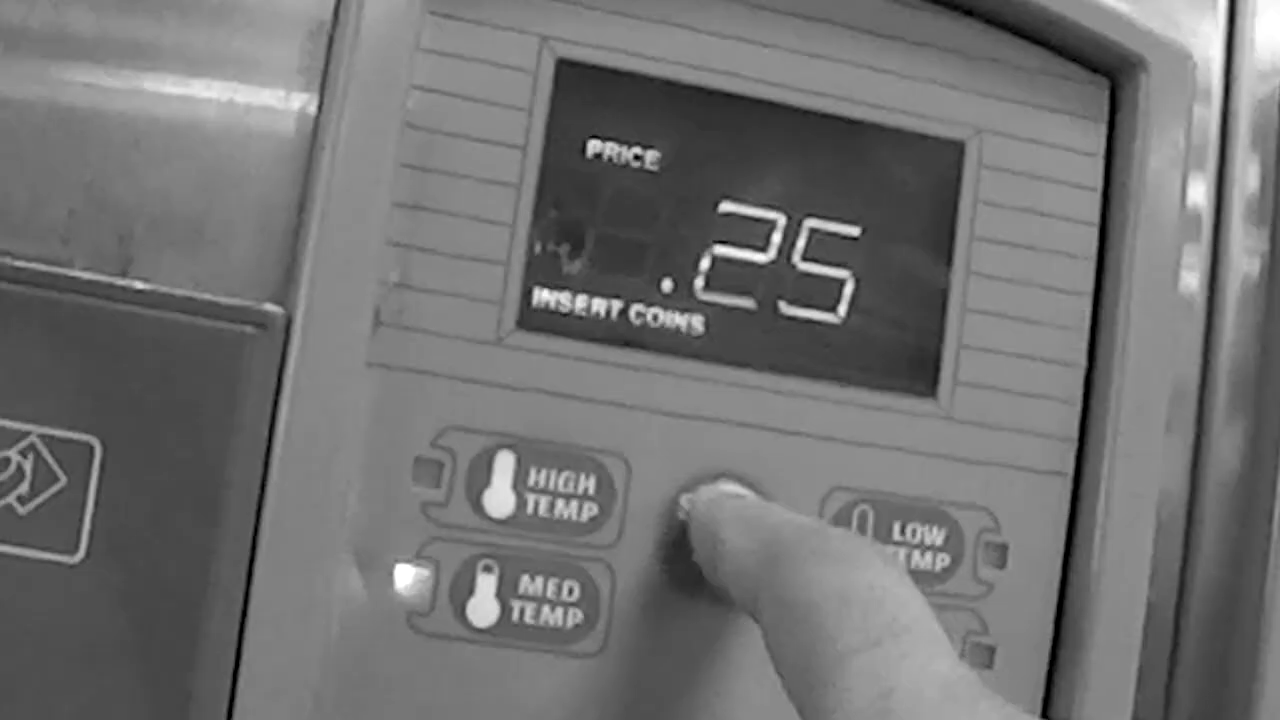 PRICE
.25
INSERT COINS
HIGH
TEMP
LOW
TEMP
MED
TEMP